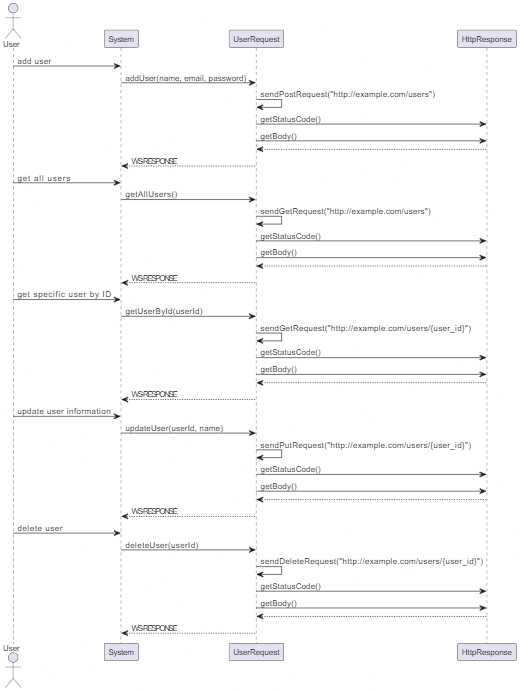 User
System
UserRequest
HttpResponse
add user
addUser(name, email, password)
sendPostRequest("http://example.com/users")
getStatusCode()
getBody()
WSRESPONSE
get all users
getAllUsers()
sendGetRequest("http://example.com/users")
getStatusCode()
getBody()
WSRESPONSE
get specific user by ID
getUserById(userId)
sendGetRequest("http://example.com/users/{user_id}")
getStatusCode()
getBody()
WSRESPONSE
update user information
updateUser(userId, name)
sendPutRequest("http://example.com/users/{user_id}")
getStatusCode()
getBody()
WSRESPONSE
delete user
deleteUser(userId)
sendDeleteRequest("http://example.com/users/{user_id}")
getStatusCode()
getBody()
WSRESPONSE
User
System
UserRequest
HttpResponse